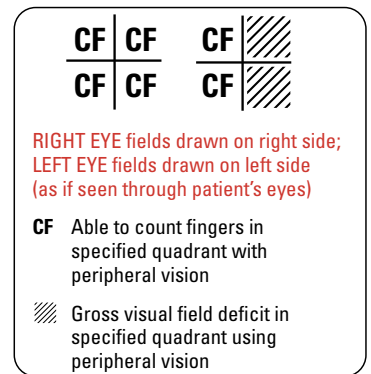 CF CF CF
CF CF CF
RIGHT EYE fields drawn on right side;
LEFT EYE fields drawn on left side
(as if seen through patient's eyes)
CF Able to count fingers in
specified quadrant with
peripheral vision
Gross visual field deficit in
specified quadrant using
peripheral vision